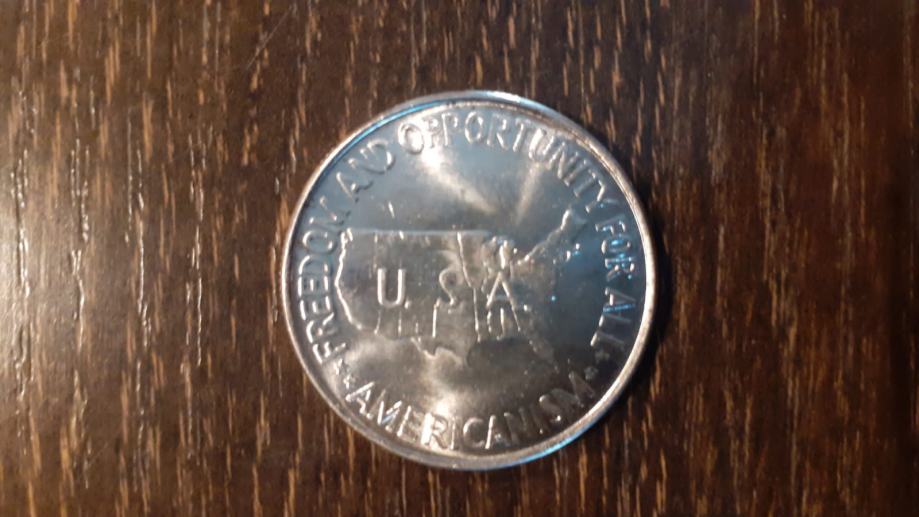 FREEDOM AND OPPORTUNITY FOR ALL
U.S.A.
AMERICANISM